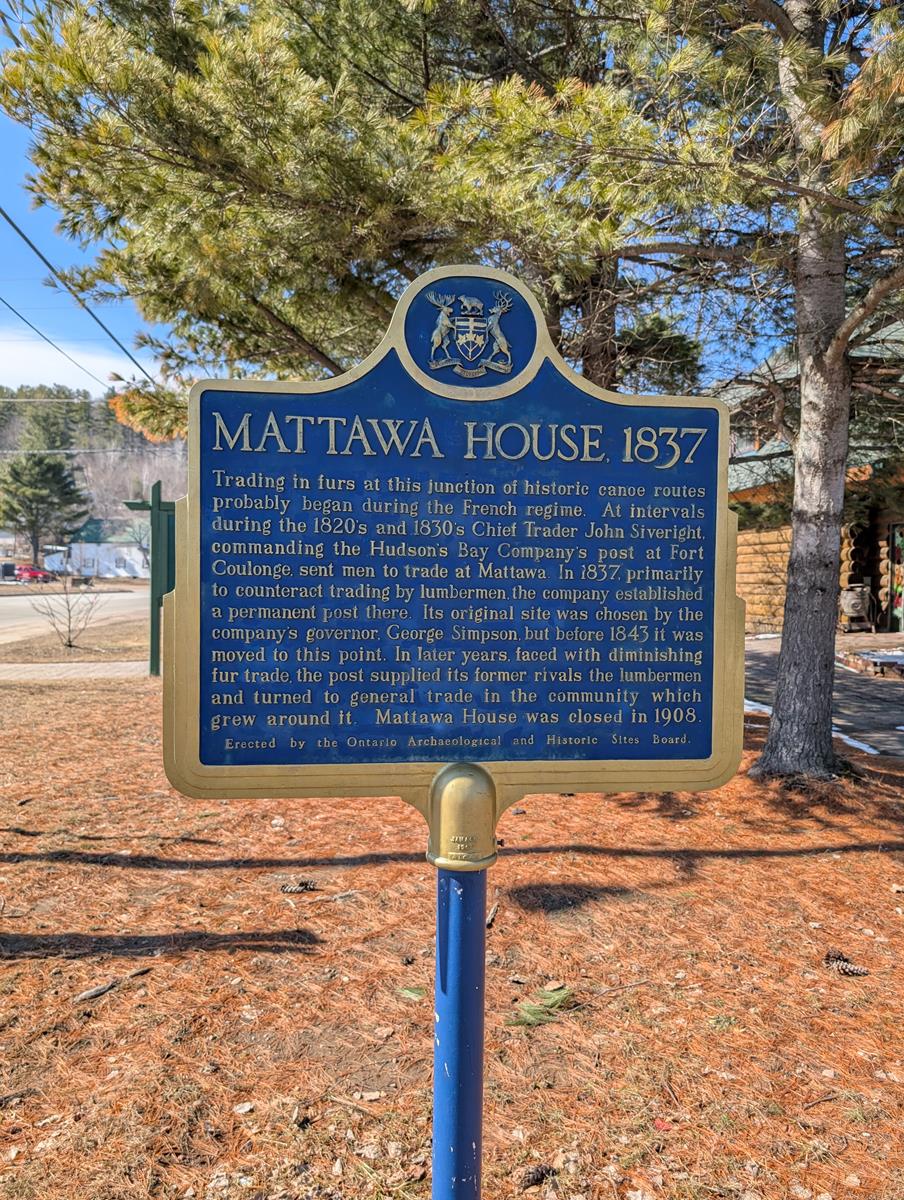 MATTAWA HOUSE, 1837
Trading in furs at this junction of historic canoe routes
probably began during the French regime. At intervals
during the 1820's and 1830's Chief Trader John Siveright,
commanding the Hudson's Bay Company's post at Fort
Coulonge, sent men to trade at Mattawa. In 1837, primarily
to counteract trading by lumbermen, the company established
a permanent post there. Its original site was chosen by the
company's governor, George Simpson, but before 1843 it was
moved to this point. In later years, faced with diminishing
fur trade, the post supplied its former rivals the lumbermen
and turned to general trade in the community which
grew around it. Mattawa House was closed in 1908.
Erected by the Ontario Archaeological and Historic Sites Board.